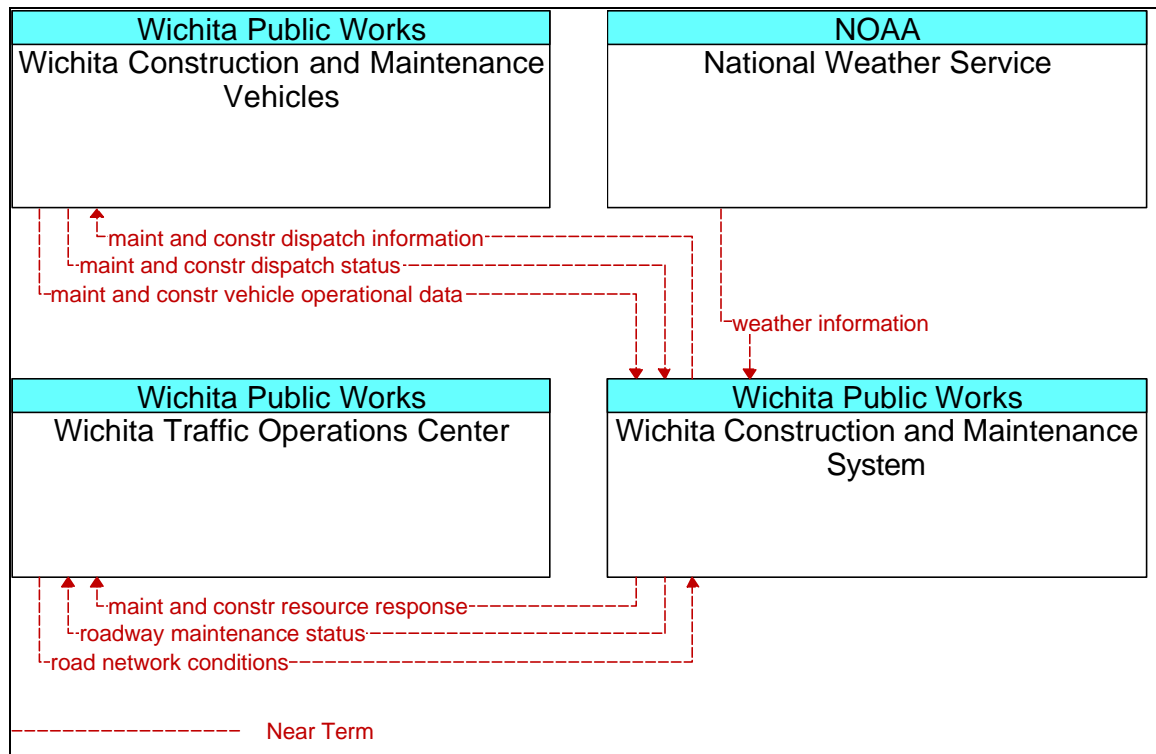 Wichita Public Works
Wichita Construction and Maintenance
Vehicles
NOAA
National Weather Service
maint and constr dispatch information
maint and constr dispatch status
maint and constr vehicle operational data
weather information
Wichita Public Works
Wichita Traffic Operations Center
Wichita Public Works
Wichita Construction and Maintenance
System
maint and constr resource response
roadway maintenance status
road network conditions
Near Term